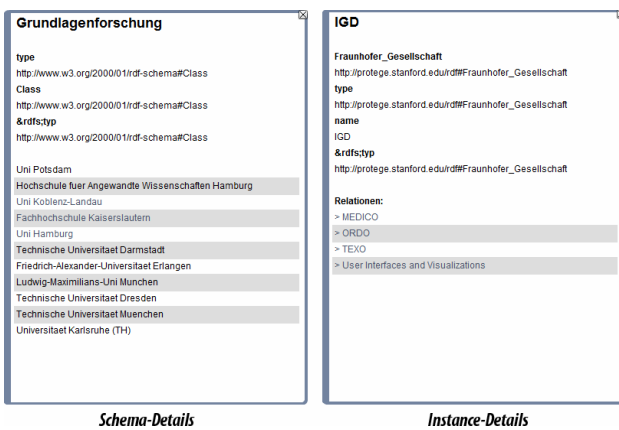 Grundlagenforschung
type
http://www.w3.org/2000/01/rdf-schema#Class
Class
http://www.w3.org/2000/01/rdf-schema#Class
&rdfs;typ
http://www.w3.org/2000/01/rdf-schema#Class
Uni Potsdam
Hochschule fuer Angewandte Wissenschaften Hamburg
Uni Koblenz-Landau
Fachhochschule Kaiserslautern
Uni Hamburg
Technische Universitaet Darmstadt
Friedrich-Alexander-Universitaet Erlangen
Ludwig-Maximilians-Uni Munchen
Technische Universitaet Dresden
Technische Universitaet Muenchen
Universitaet Karlsruhe (TH)
Schema-Details
IGD
Fraunhofer_Gesellschaft
http://protege.stanford.edu/rdf#Fraunhofer_Gesellschaft
type
http://protege.stanford.edu/rdf#Fraunhofer_Gesellschaft
name
IGD
&rdfs;typ
http://protege.stanford.edu/rdf#Fraunhofer_Gesellschaft
Relationen:
> MEDICO
> ORDO
> TEXO
> User Interfaces and Visualizations
Instance-Details